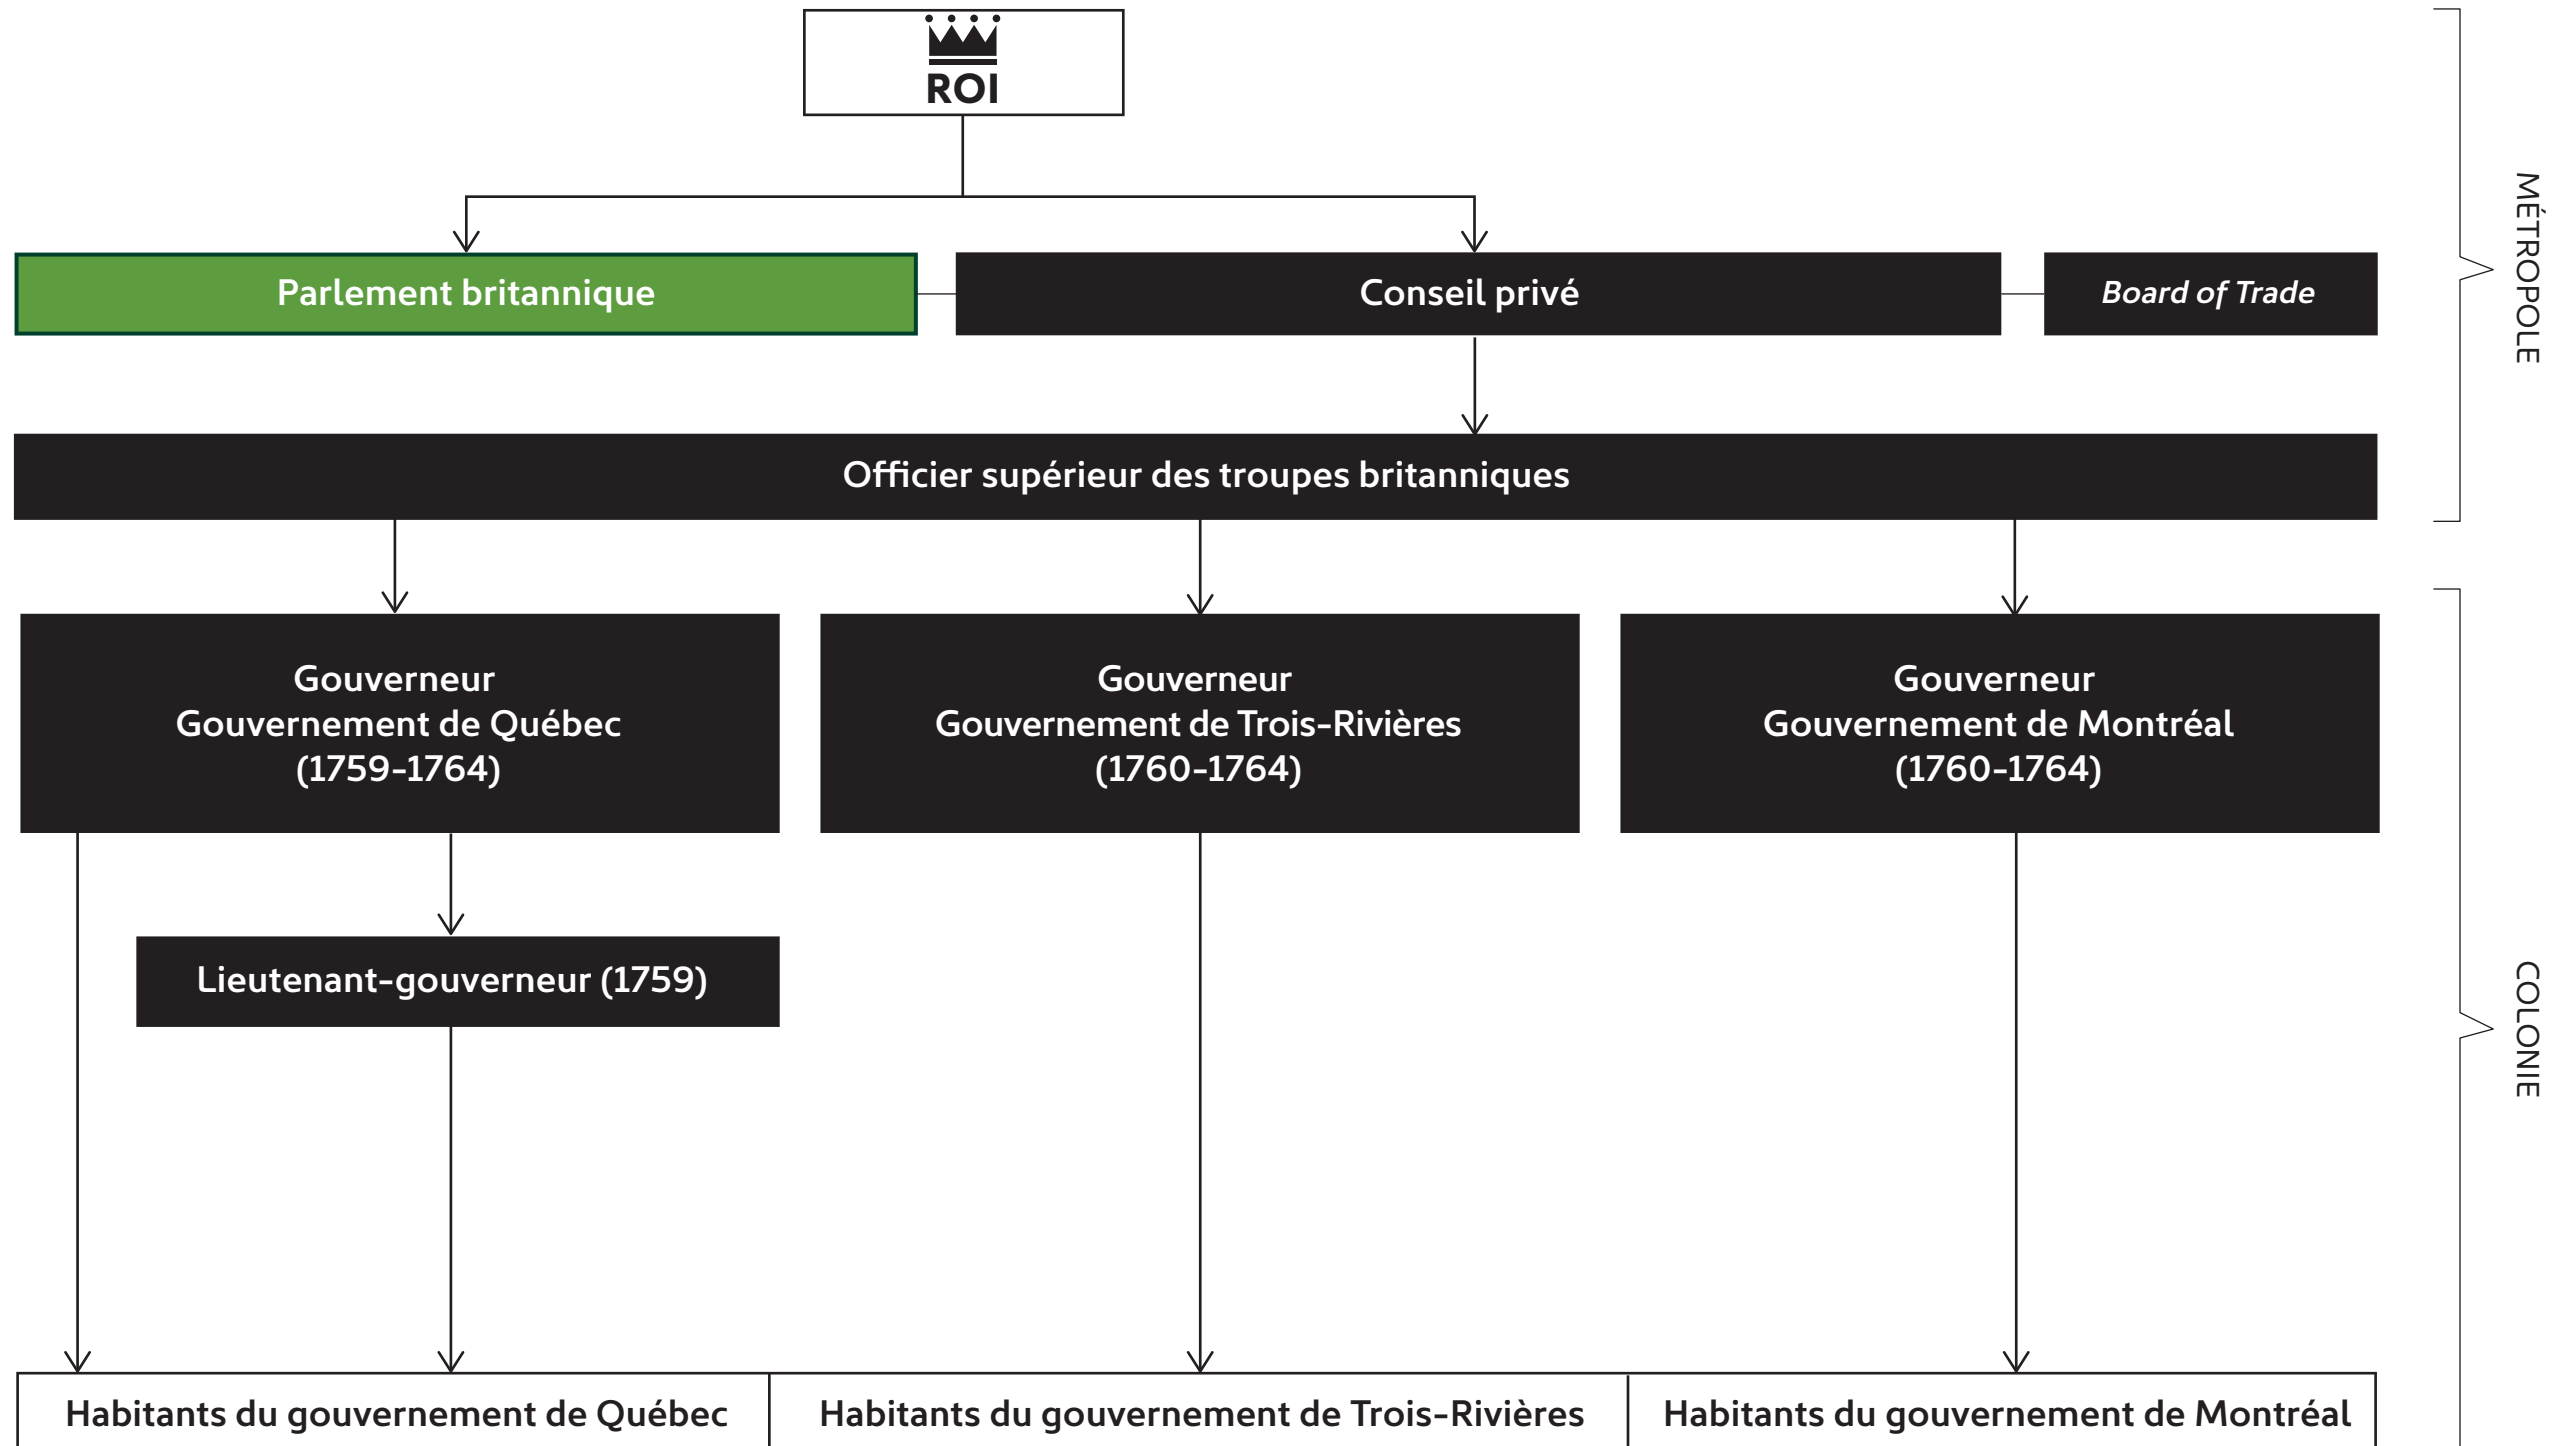 ROI
Parlement britannique
Conseil privé
Board of Trade
Officier supérieur des troupes britanniques
MÉTROPOLE
Gouverneur
Gouvernement de Québec
(1759-1764)
Gouverneur
Gouvernement de Trois-Rivières
(1760-1764)
Gouverneur
Gouvernement de Montréal
(1760-1764)
Lieutenant-gouverneur (1759)
COLONIE
Habitants du gouvernement de Québec
Habitants du gouvernement de Trois-Rivières
Habitants du gouvernement de Montréal